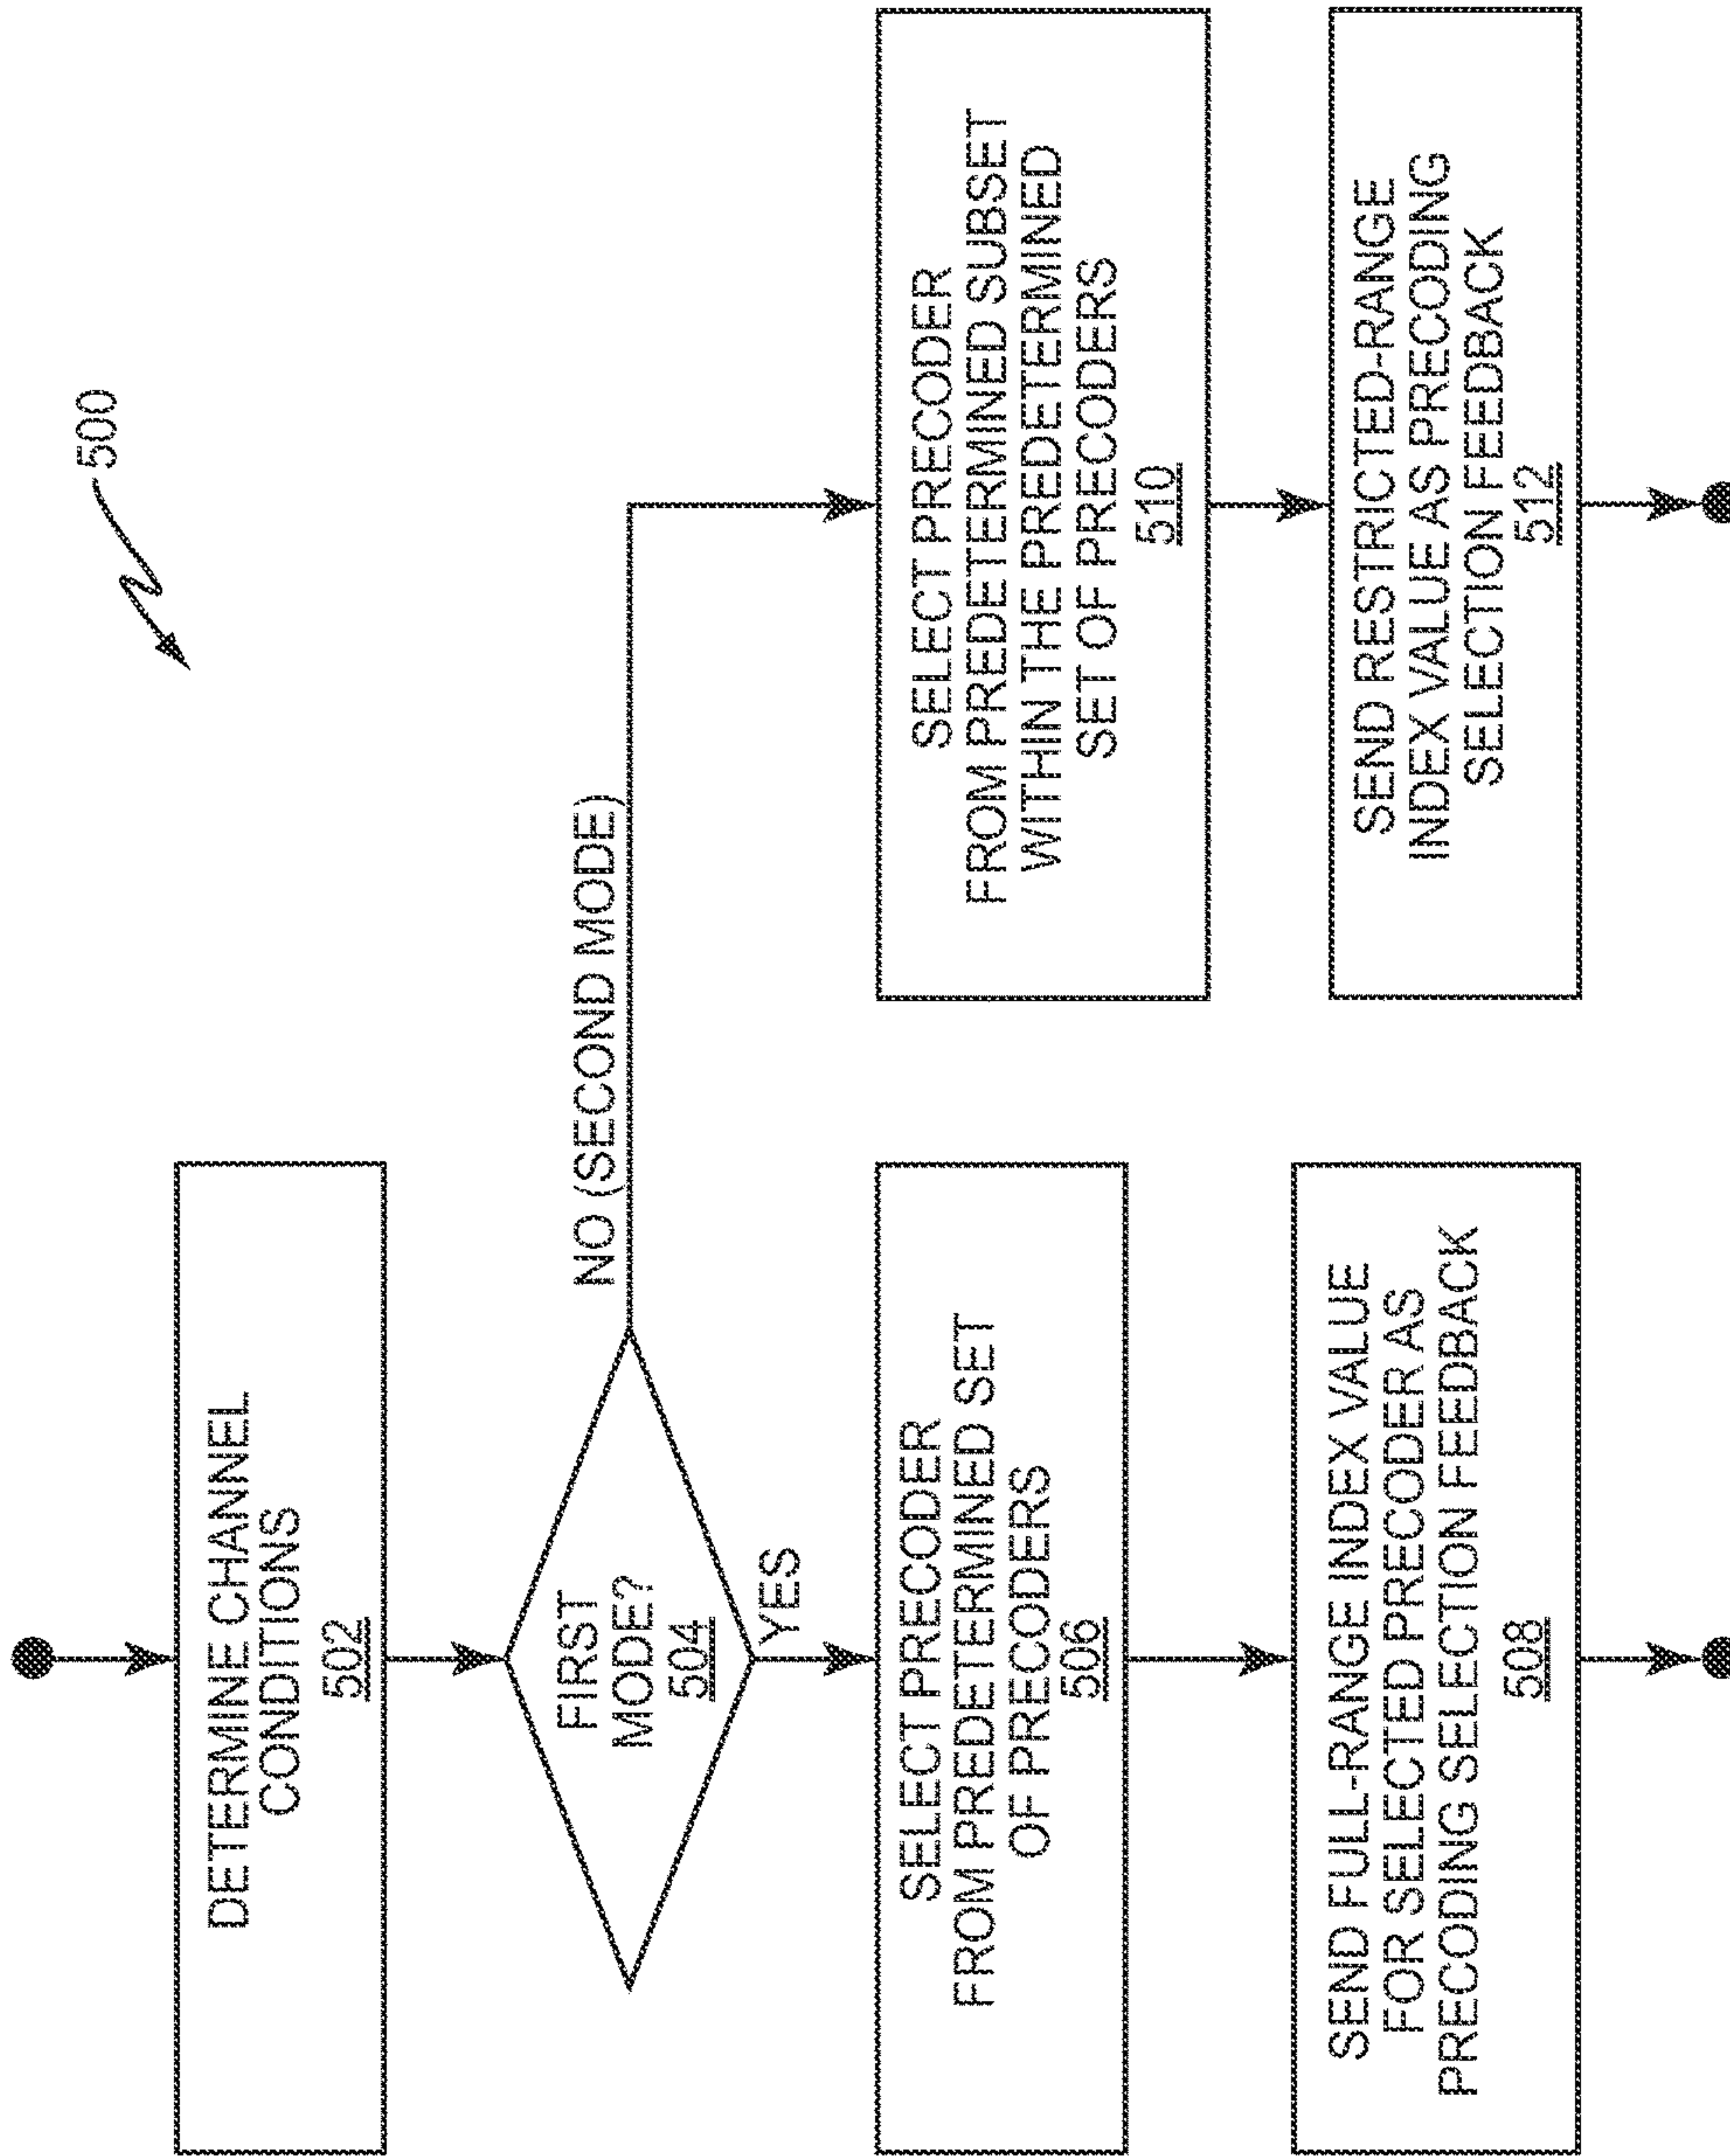 500
DETERMINE CHANNEL
CONDITIONS
502
FIRST
MODE?
504
NO (SECOND MODE)
YES
SELECT PRECODER
FROM PREDETERMINED SET
OF PRECODERS
506
SEND FULL-RANGE INDEX VALUE
FOR SELECTED PRECODER AS
PRECODING SELECTION FEEDBACK
508
SELECT PRECODER
FROM PREDETERMINED SUBSET
WITHIN THE PREDETERMINED
SET OF PRECODERS
510
SEND RESTRICTED-RANGE
INDEX VALUE AS PRECODING
SELECTION FEEDBACK
512